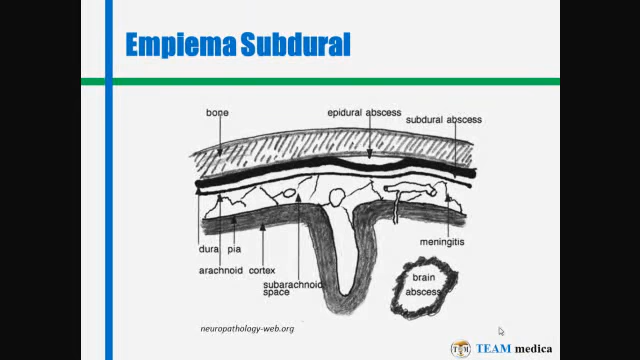 Empiema Subdural
bone
epidural abscess
subdural abscess
dura
pia
meningitis
arachnoid
cortex
subarachnoid
space
brain
abscess
neuropathology-web.org
TEAM medica